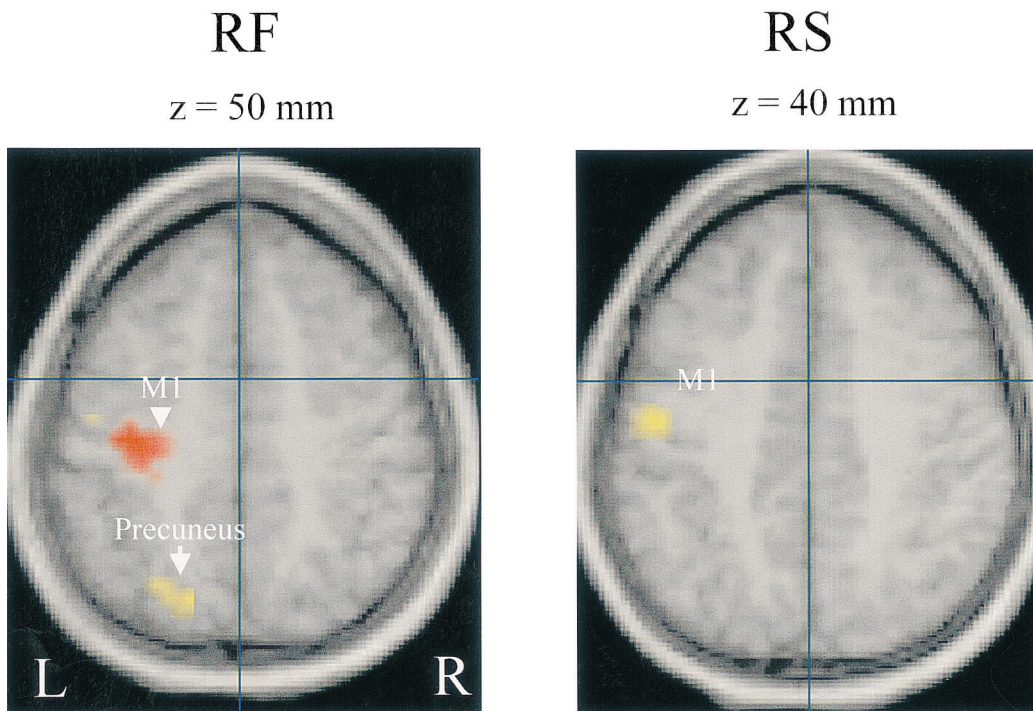 RF
z = 50 mm
M1
Precuneus
L R
RS
z = 40 mm
M1